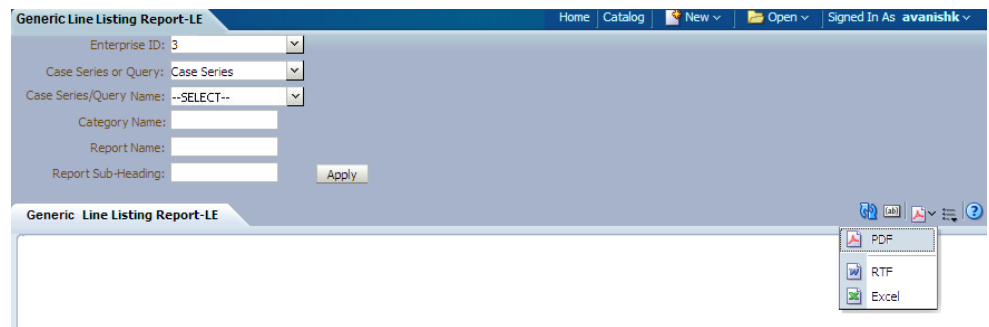 Generic Line Listing Report-LE Home Catalog New Open Signed In As avanishk
Enterprise ID: 3
Case Series or Query: Case Series
Case Series/Query Name: --SELECT--
Category Name:
Report Name:
Report Sub-Heading: Apply
Generic Line Listing Report-LE
PDF
RTF
Excel